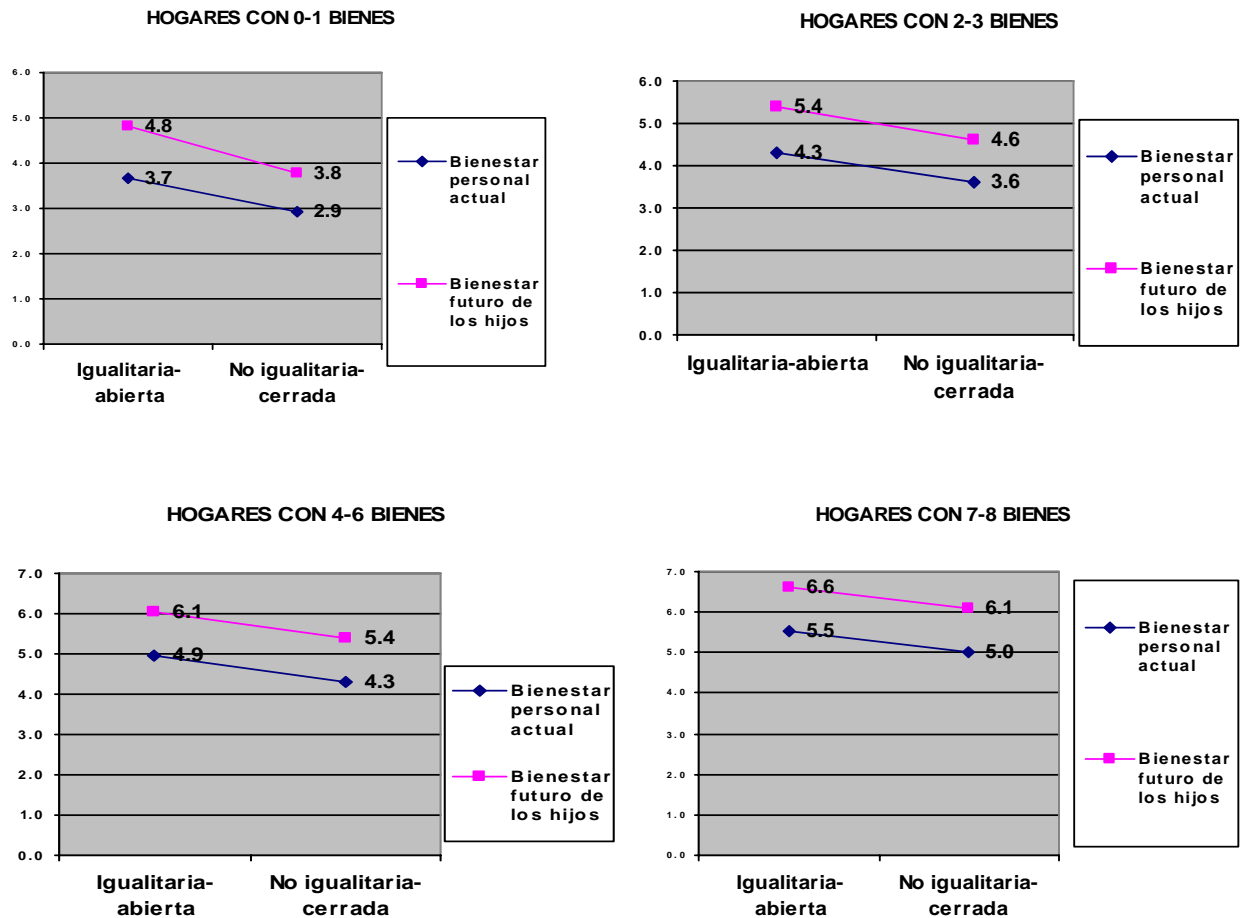 HOGARES CON 0-1 BIENES
6.0
5.0
4.0
3.0
2.0
1.0
0.0
4.8
3.8
3.7
2.9
Igualitaria-
abierta
No igualitaria-
cerrada
Bienestar
personal
actual
Bienestar
futuro de
los hijos
HOGARES CON 2-3 BIENES
6.0
5.0
4.0
3.0
2.0
1.0
0.0
5.4
4.6
4.3
3.6
Igualitaria-abierta
No igualitaria-
cerrada
Bienestar
personal
actual
Bienestar
futuro de
los hijos
HOGARES CON 4-6 BIENES
7.0
6.0
5.0
4.0
3.0
2.0
1.0
0.0
6.1
5.4
4.9
4.3
Igualitaria-
abierta
No igualitaria-
cerrada
Bienestar
personal
actual
Bienestar
futuro de
los hijos
HOGARES CON 7-8 BIENES
7.0
6.0
5.0
4.0
3.0
2.0
1.0
0.0
6.6
6.1
5.5
5.0
Igualitaria-
abierta
No igualitaria-
cerrada
Bienestar
personal
actual
Bienestar
futuro de
los hijos